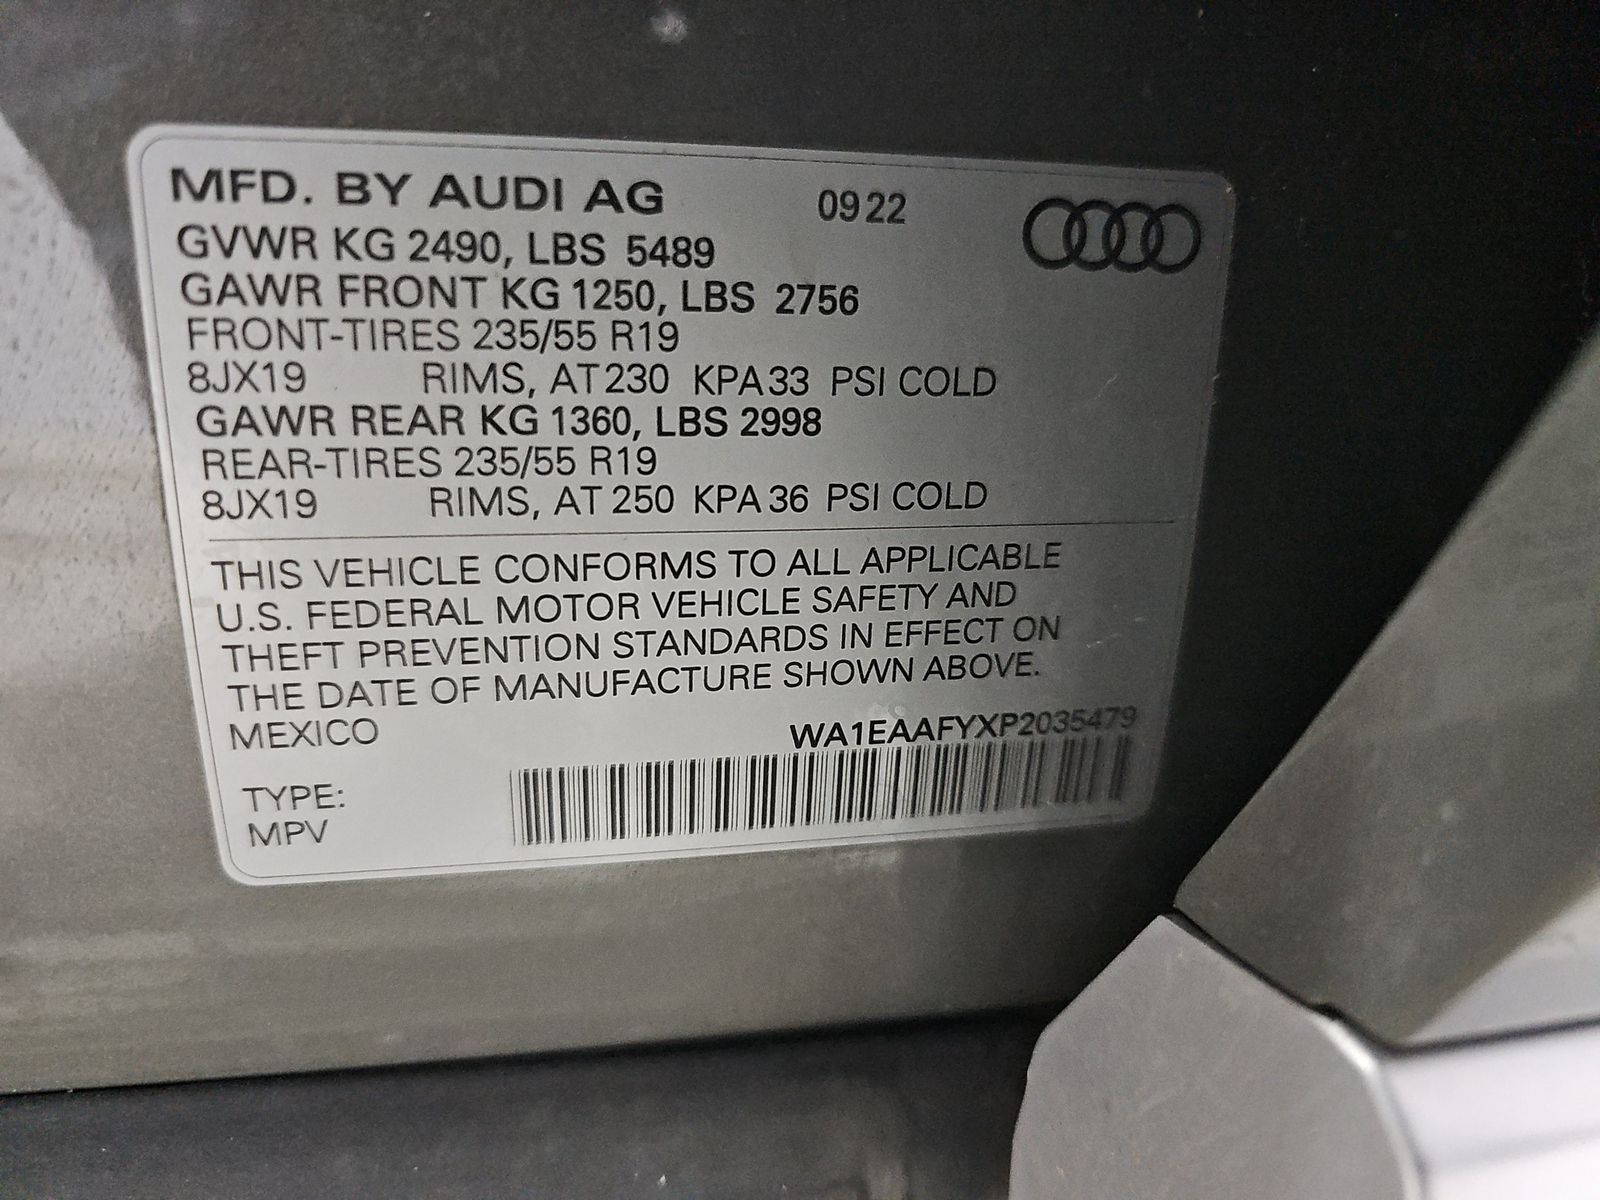 MFD. BY AUDI AG 09 22
GVWR KG 2490, LBS 5489
GAWR FRONT KG 1250, LBS 2756
FRONT-TIRES 235/55 R19
8JX19 RIMS, AT 230 KPA 33 PSI COLD
GAWR REAR KG 1360, LBS 2998
REAR-TIRES 235/55 R19
8JX19 RIMS, AT 250 KPA 36 PSI COLD
THIS VEHICLE CONFORMS TO ALL APPLICABLE
U.S. FEDERAL MOTOR VEHICLE SAFETY AND
THEFT PREVENTION STANDARDS IN EFFECT ON
THE DATE OF MANUFACTURE SHOWN ABOVE.
MEXICO WA1EAAFYXP2035479
TYPE:
MPV